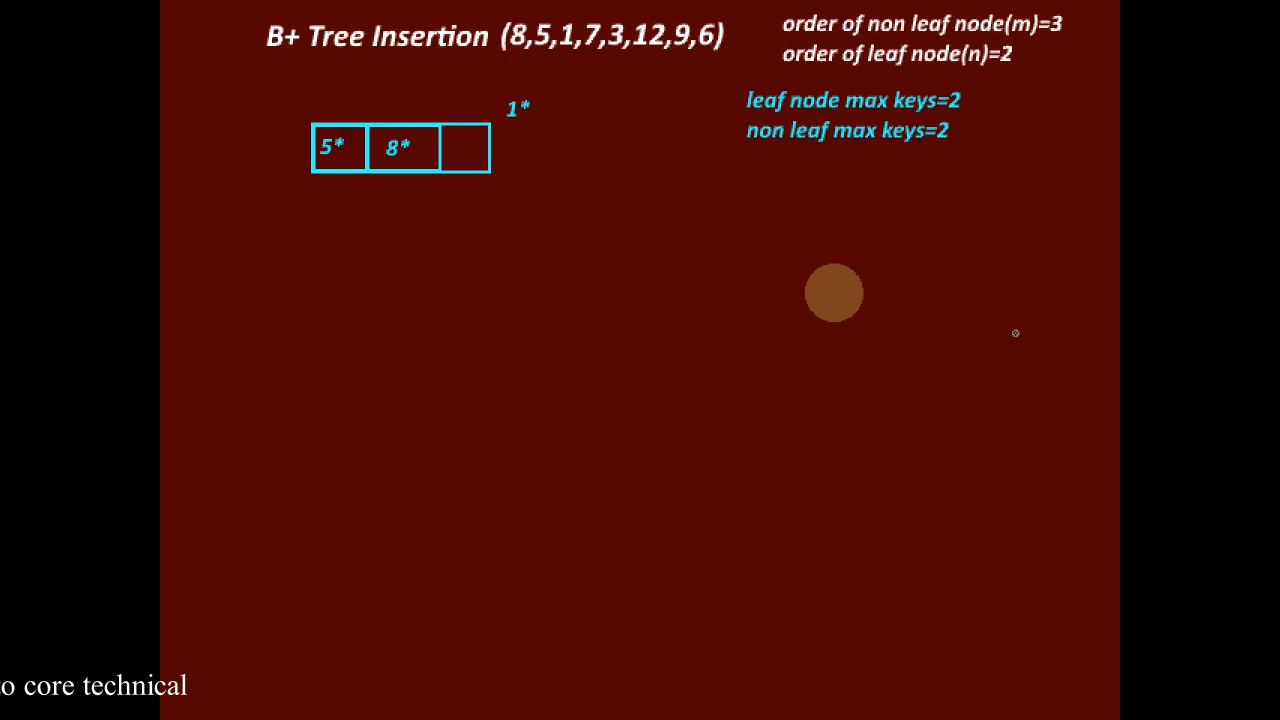 B+ Tree Insertion (8,5,1,7,3,12,9,6)
order of non leaf node(m)=3
order of leaf node(n)=2
leaf node max keys=2
non leaf max keys=2
1*
5* 8*
to core technical